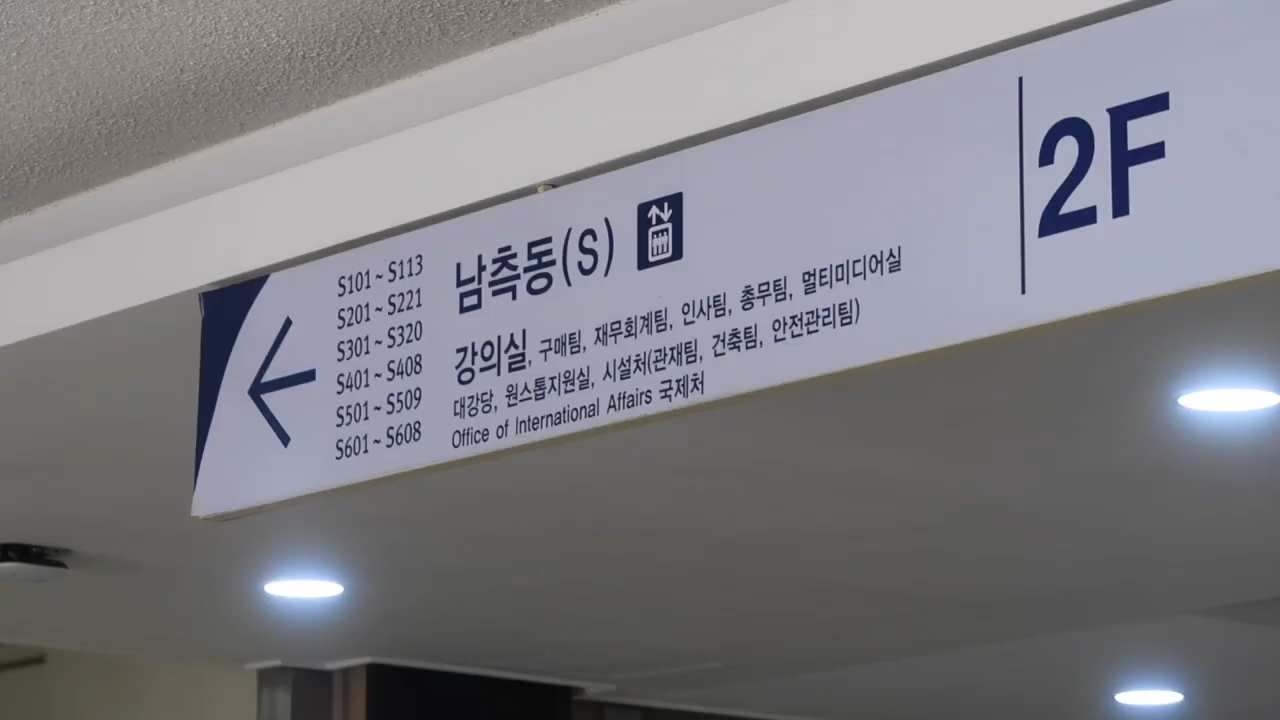 S101 ~ S113
S201 ~ S221
S301 ~ S320
S401 ~ S408
S501 ~ S509
S601 ~ S608
남측동(S)
강의실, 구매팀, 재무회계팀, 인사팀, 총무팀, 멀티미디어실
대강당, 원스톱지원실, 시설처(관재팀, 건축팀, 안전관리팀)
Office of International Affairs 국제처
2F